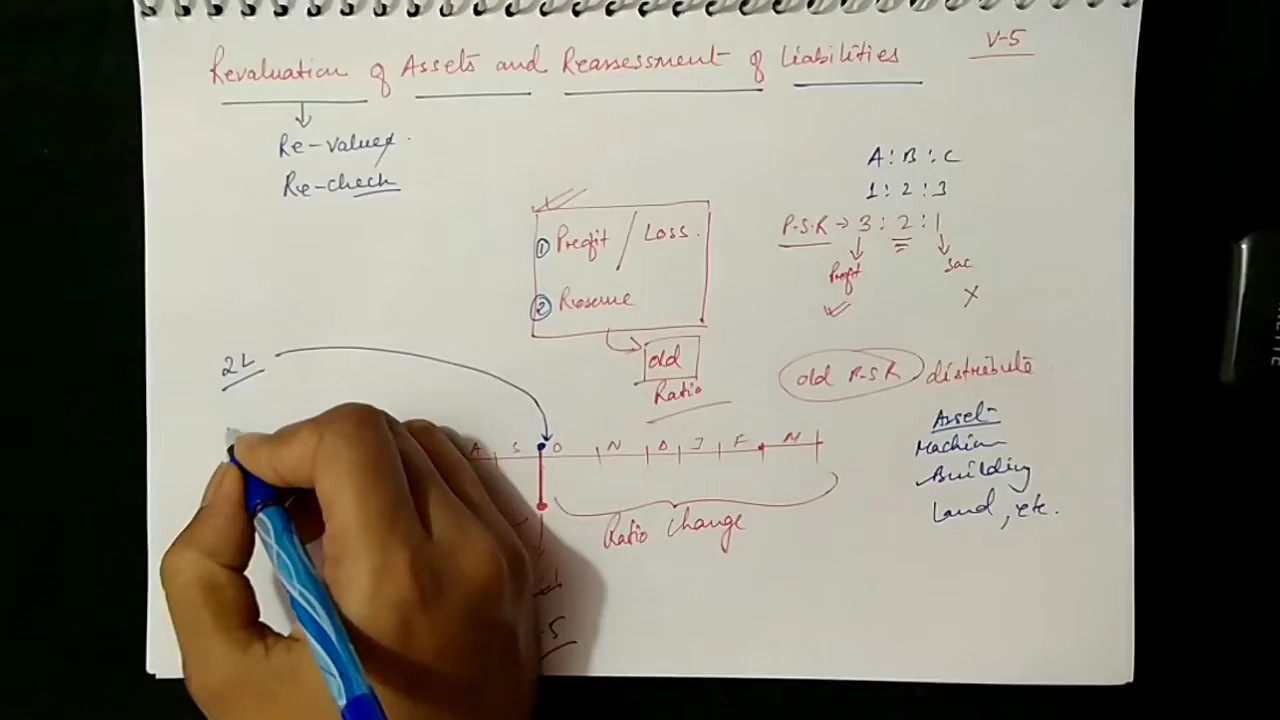 Revaluation of Assets and Reassessment of Liabilities
V-5
Re-valued.
Re-check
A : B : C
1 : 2 : 3
P.S.R → 3 : 2 : 1
Profit
Sac
① Profit / Loss.
② Reserve
old
Ratio
old P.S.R distribute
2L
A S O N D J F M
Ratio Change
Asset
Machine
Building
Land, etc.